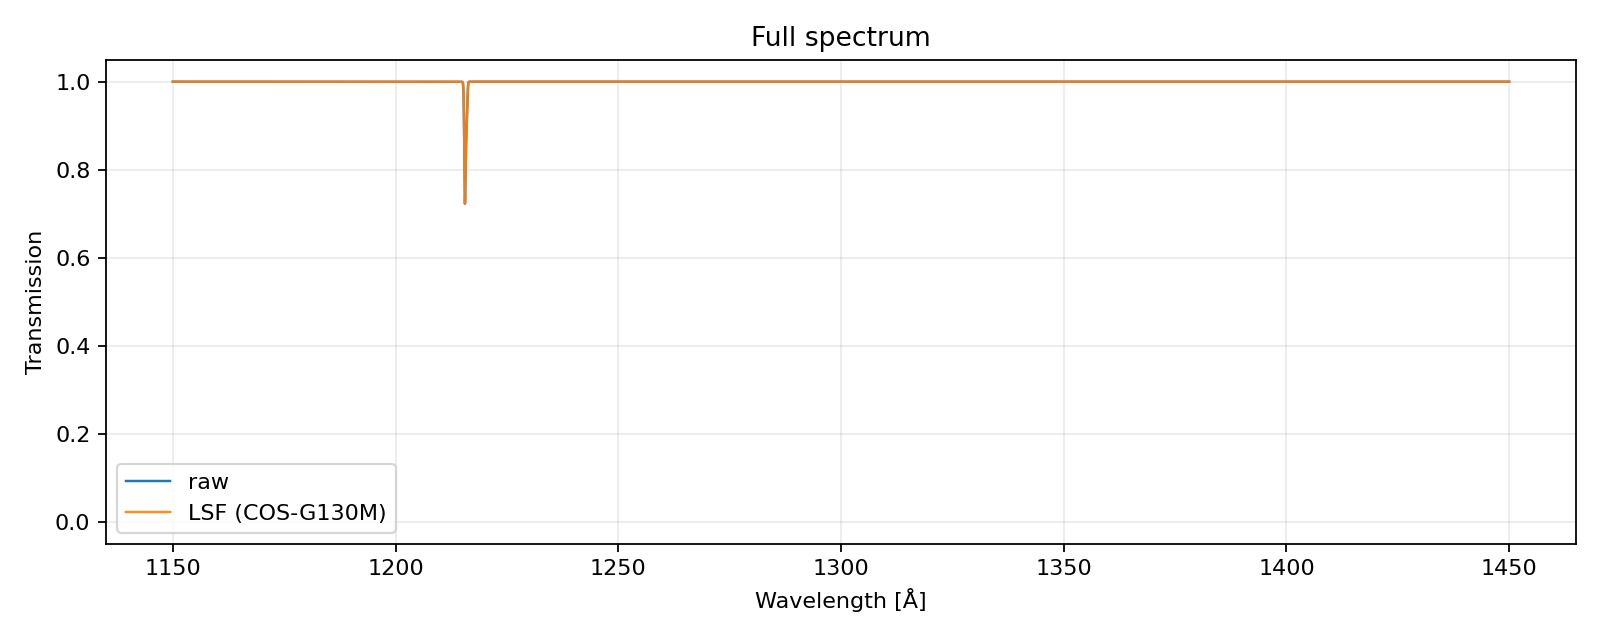 Full spectrum
Transmission
1.0
0.8
0.6
0.4
0.2
0.0
raw
LSF (COS-G130M)
1150 1200 1250 1300 1350 1400 1450
Wavelength [Å]